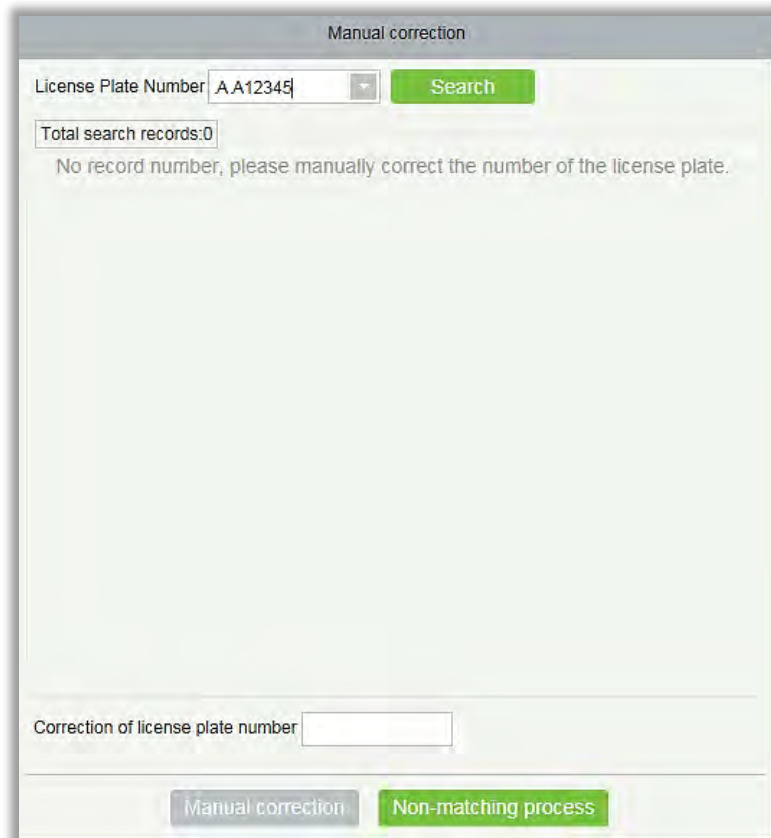 Manual correction
License Plate Number A A12345 Search
Total search records:0
No record number, please manually correct the number of the license plate.
Correction of license plate number
Manual correction Non-matching process